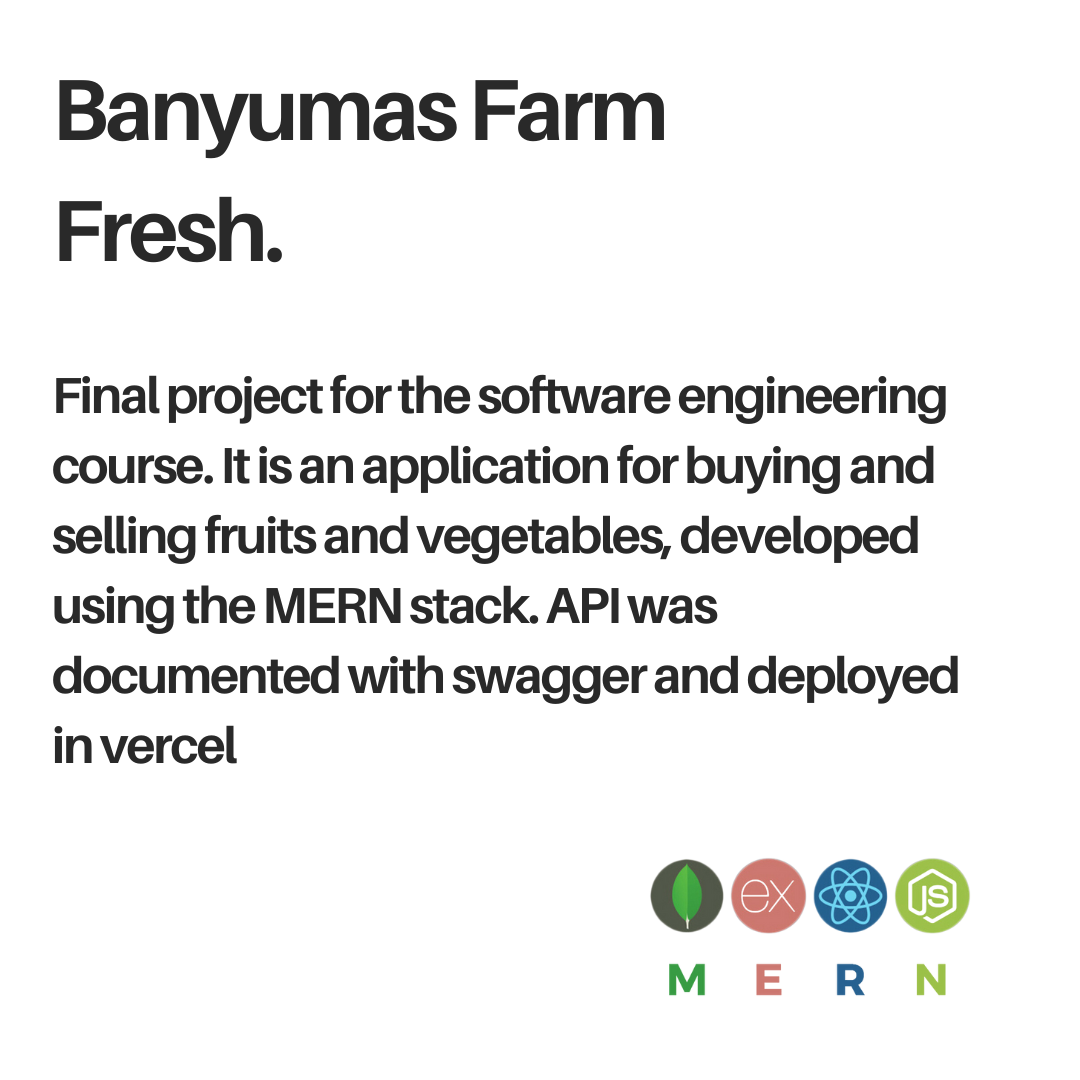 Banyumas Farm
Fresh.
Final project for the software engineering
course. It is an application for buying and
selling fruits and vegetables, developed
using the MERN stack. API was
documented with swagger and deployed
in vercel
ex JS
M E R N